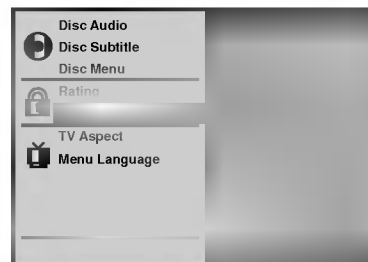 Disc Audio
Disc Subtitle
Disc Menu
Rating
TV Aspect
Menu Language